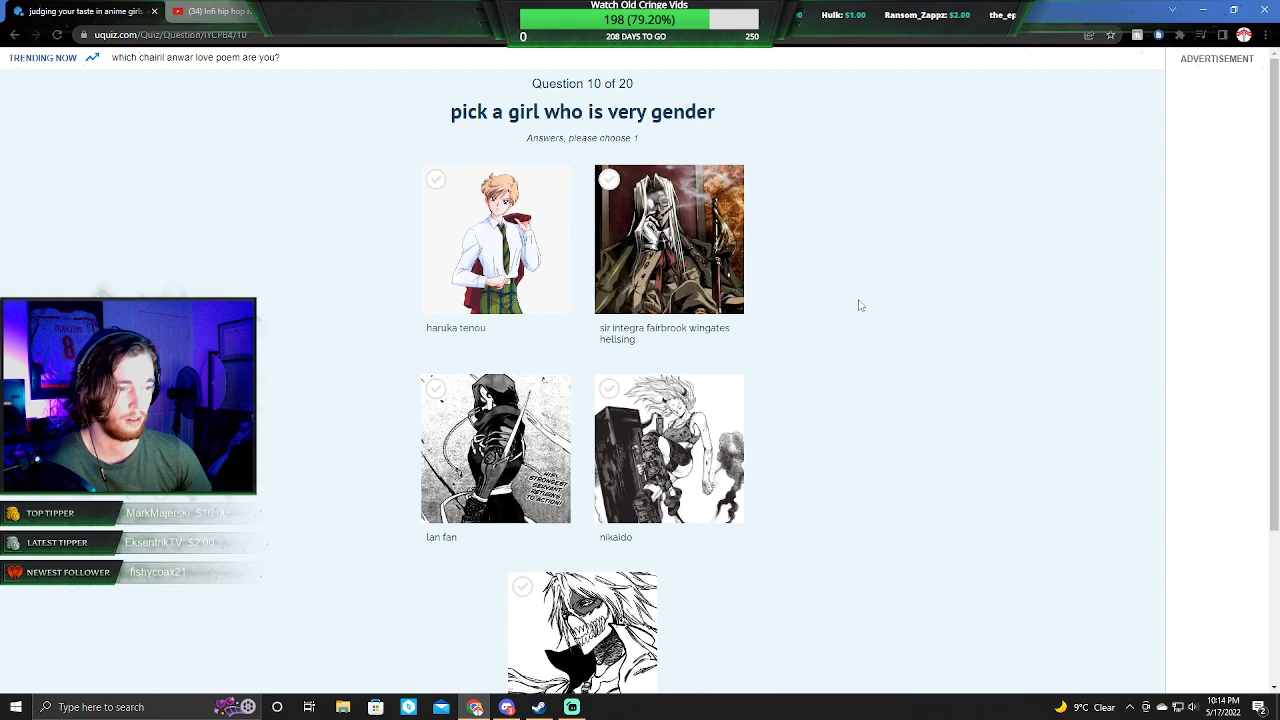 Watch Old Cringe Vids
198 (79.20%)
0
208 DAYS TO GO
250
Hulk: $1.00
Ransom_Zappz: $2.00
the_ep
judging your taste in anime girls
(34) lofi hip hop r
uquiz.com/Quiz/Question/TYCPB4/10
TRENDING NOW
which chairil anwar love poem are you?
ADVERTISEMENT
Question 10 of 20
pick a girl who is very gender
Answers, please choose 1
haruka tenou
sir integra fairbrook wingates
hellsing
lan fan
nikaido
8
TOP TIPPER
MarkMajerski
LATEST TIPPER
EksentrikTV $2.00
NEWEST FOLLOWER
fishycoax21
Type here to search
9°C Clear
10:14 PM
5/17/2022